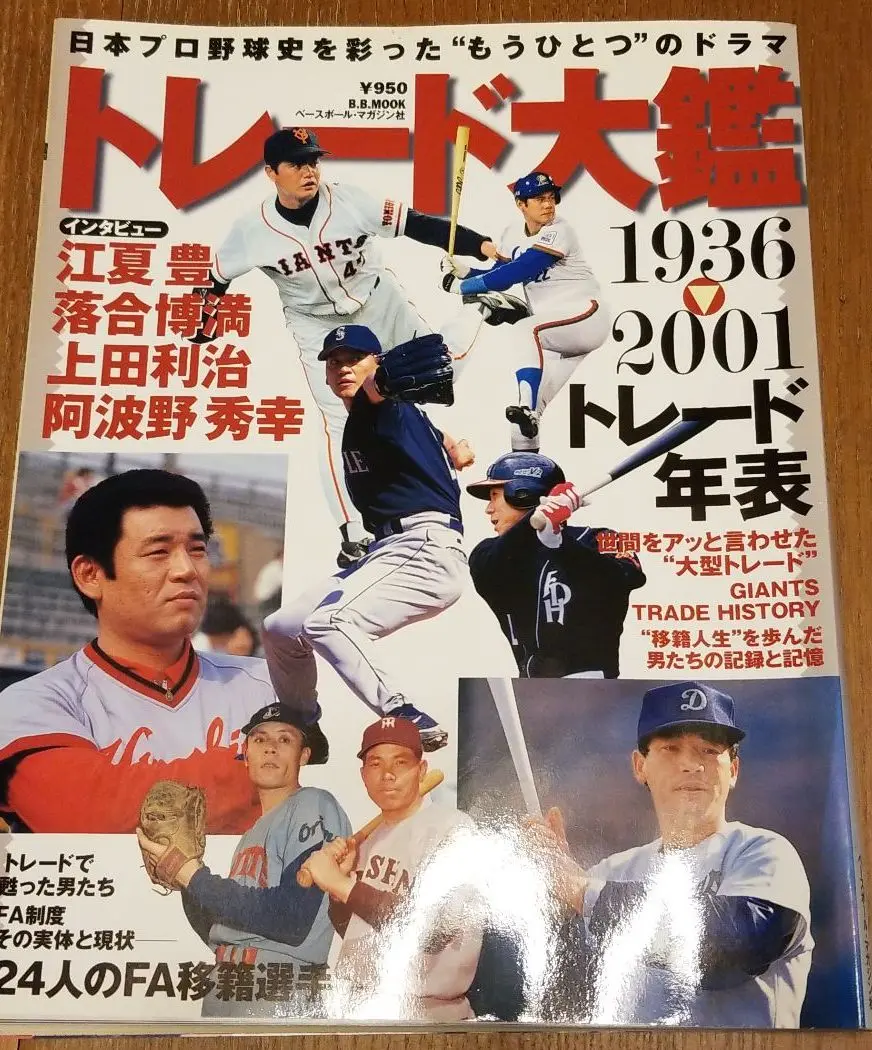 日本プロ野球史を彩った“もうひとつ”のドラマ
トレード大鑑
¥950
B.B.MOOK
ベースボール・マガジン社
インタビュー
江夏 豊
落合博満
上田利治
阿波野 秀幸
1936
2001
トレード
年表
世間をアッと言わせた
“大型トレード”
GIANTS
TRADE HISTORY
“移籍人生”を歩んだ
男たちの記録と記憶
トレードで
甦った男たち
FA制度
その実体と現状
24人のFA移籍選手